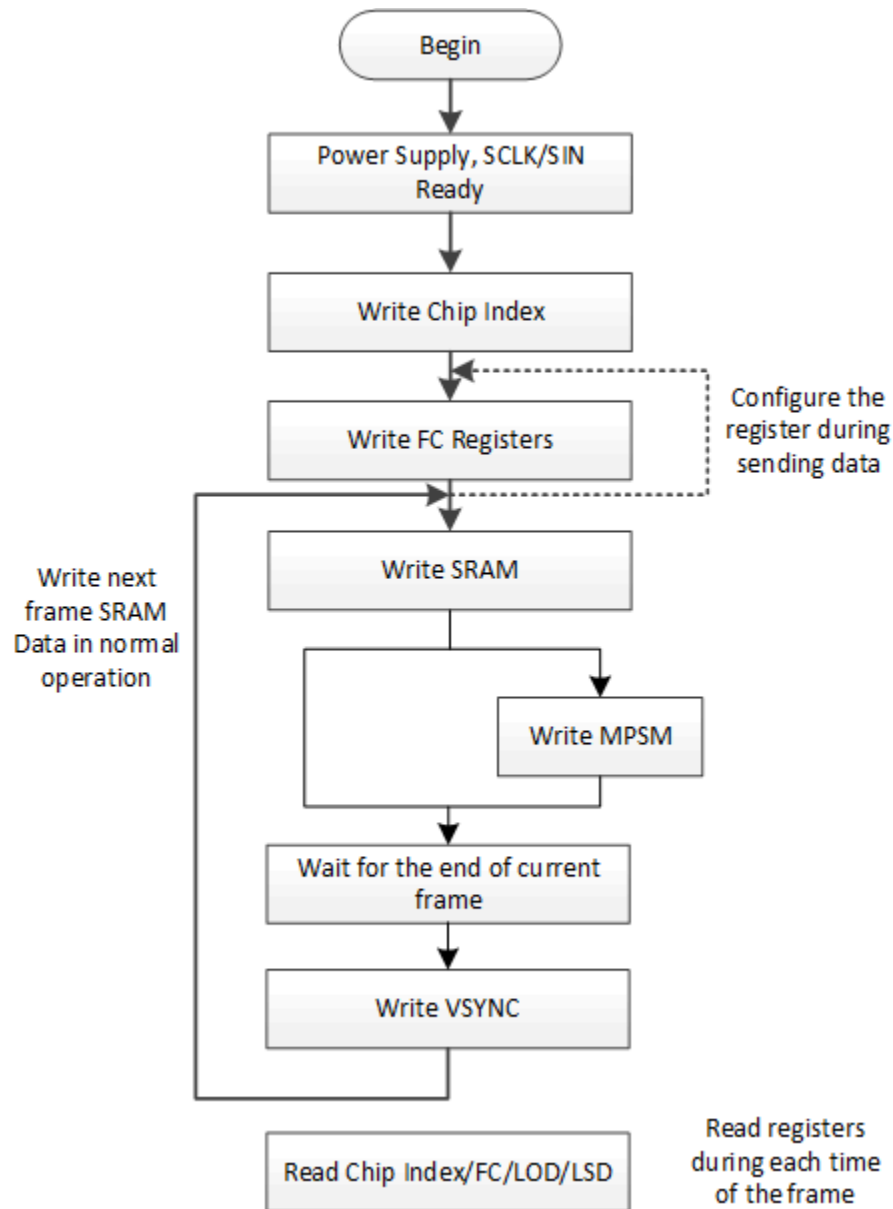 Begin
Power Supply, SCLK/SIN
Ready
Write Chip Index
Configure the
register during
sending data
Write FC Registers
Write SRAM
Write next
frame SRAM
Data in normal
operation
Write MPSM
Wait for the end of current
frame
Write VSYNC
Read Chip Index/FC/LOD/LSD
Read registers
during each time
of the frame